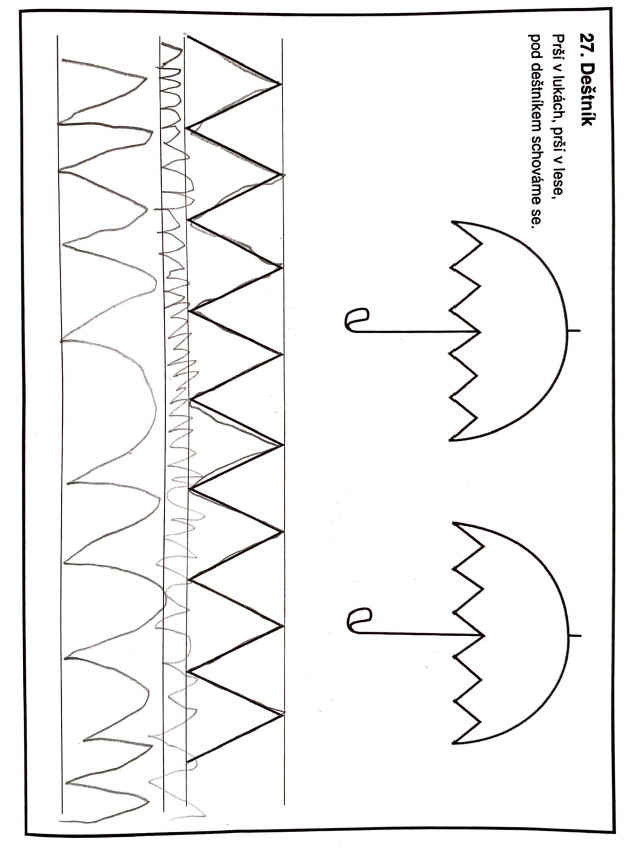 27. Deštník
Prší v lukách, prší v lese,
pod deštníkem schováme se.